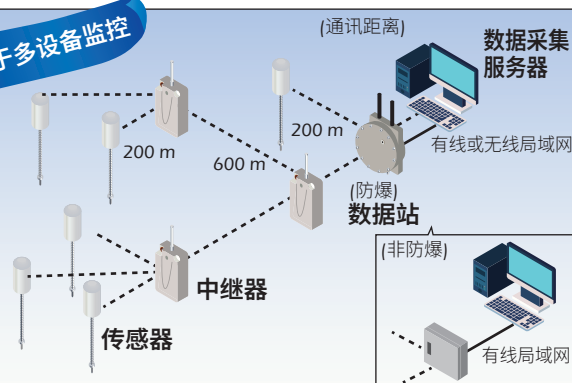 于多设备监控
(通讯距离)
数据采集
服务器
200 m
200 m
600 m
有线或无线局域网
(防爆)
数据站
(非防爆)
中继器
传感器
有线局域网